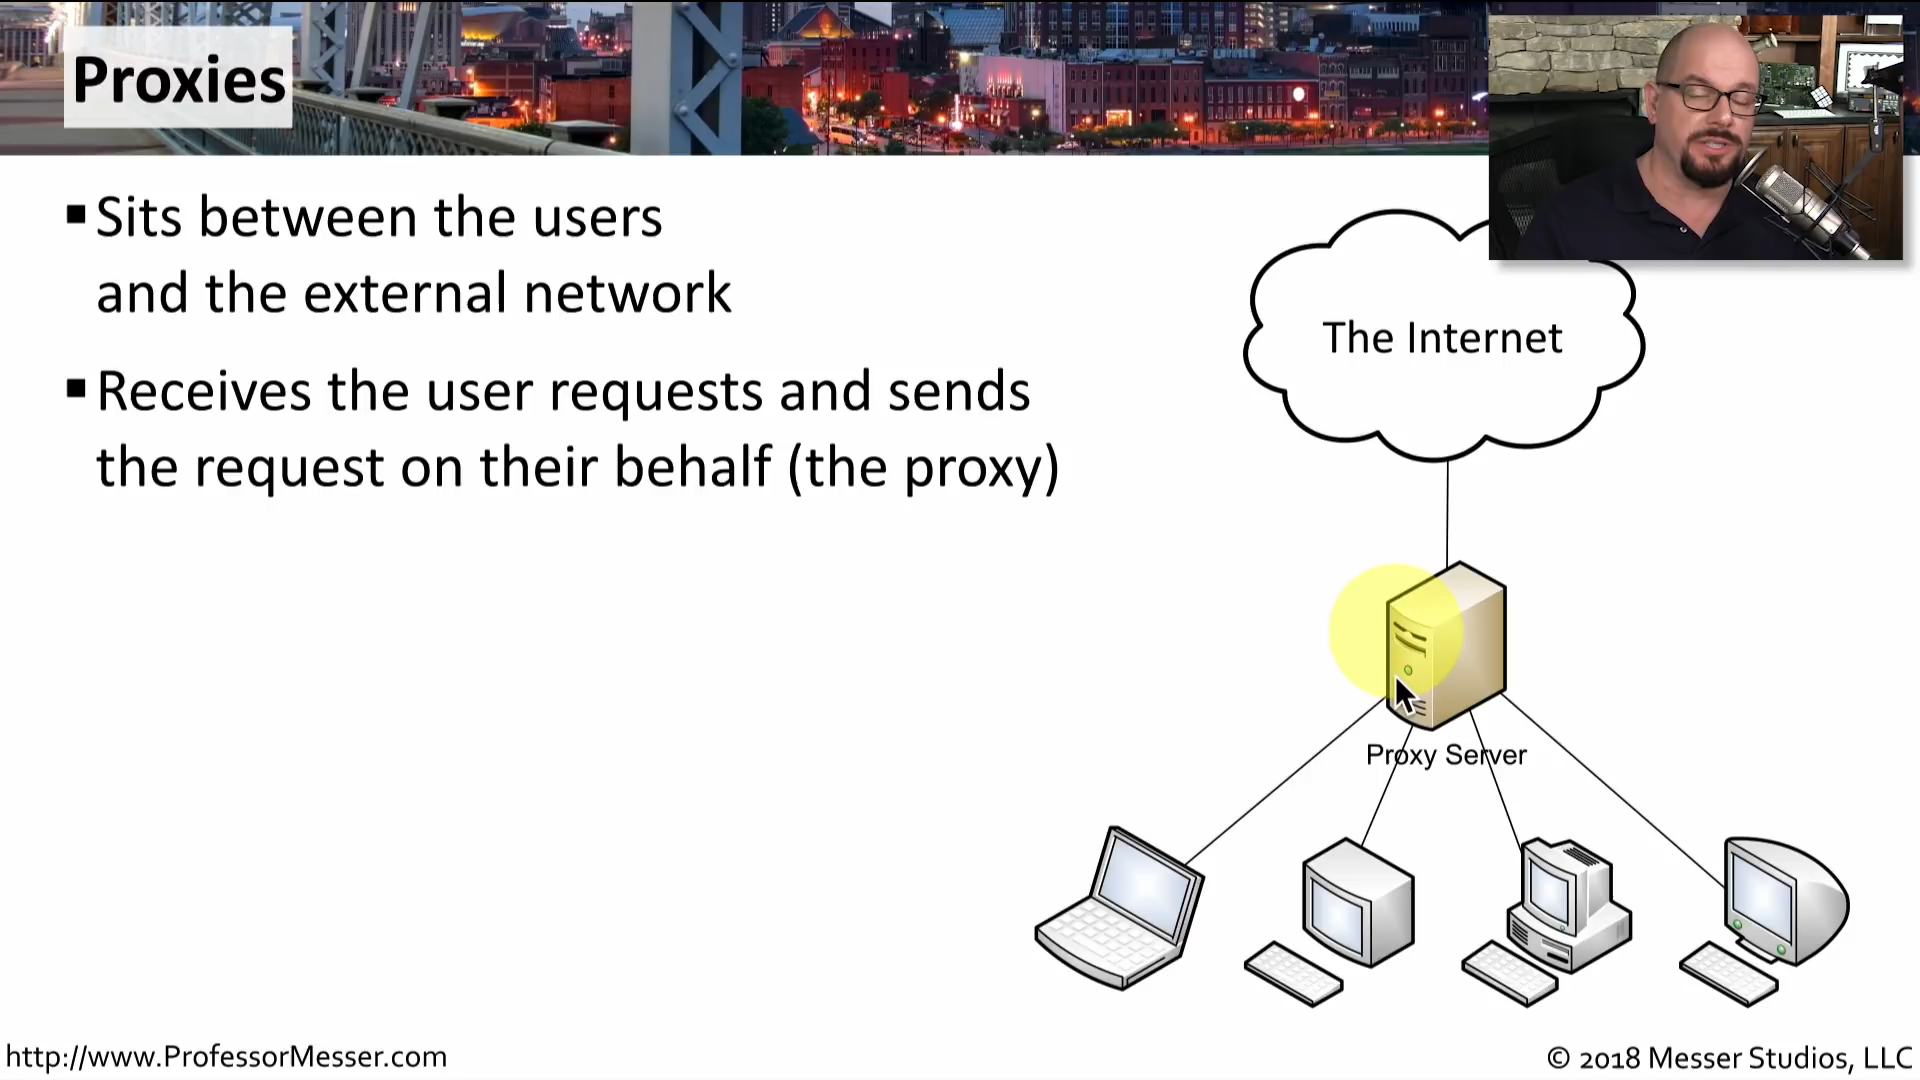 Proxies
▪Sits between the users
and the external network
▪Receives the user requests and sends
the request on their behalf (the proxy)
The Internet
Proxy Server
http://www.ProfessorMesser.com
© 2018 Messer Studios, LLC